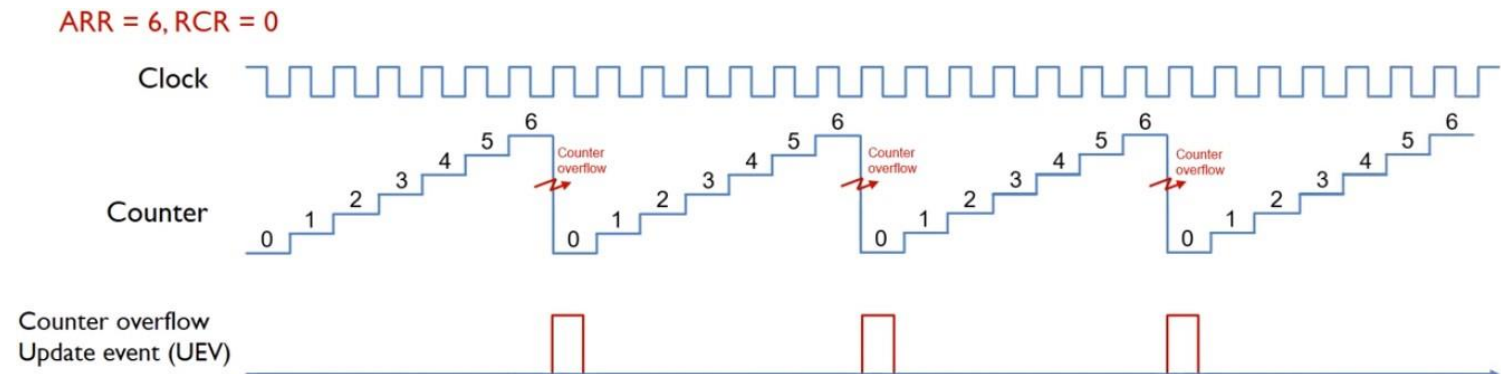 ARR = 6, RCR = 0
Clock
6 6 6 6
5 5 5 5
Counter overflow Counter overflow Counter overflow
4 4 4 4
3 3 3 3
2 2 2 2
Counter
1 1 1 1
0 0 0 0
Counter overflow
Update event (UEV)